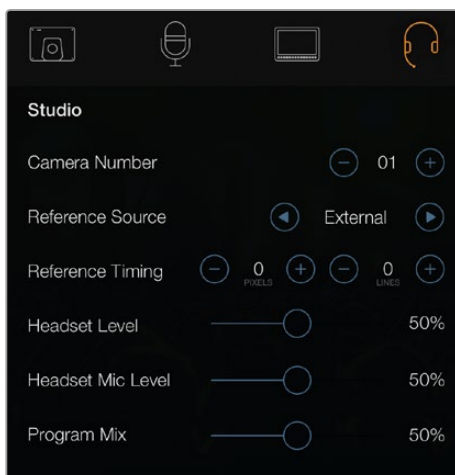 Studio
Camera Number 01
Reference Source External
Reference Timing 0 PIXELS 0 LINES
Headset Level 50%
Headset Mic Level 50%
Program Mix 50%